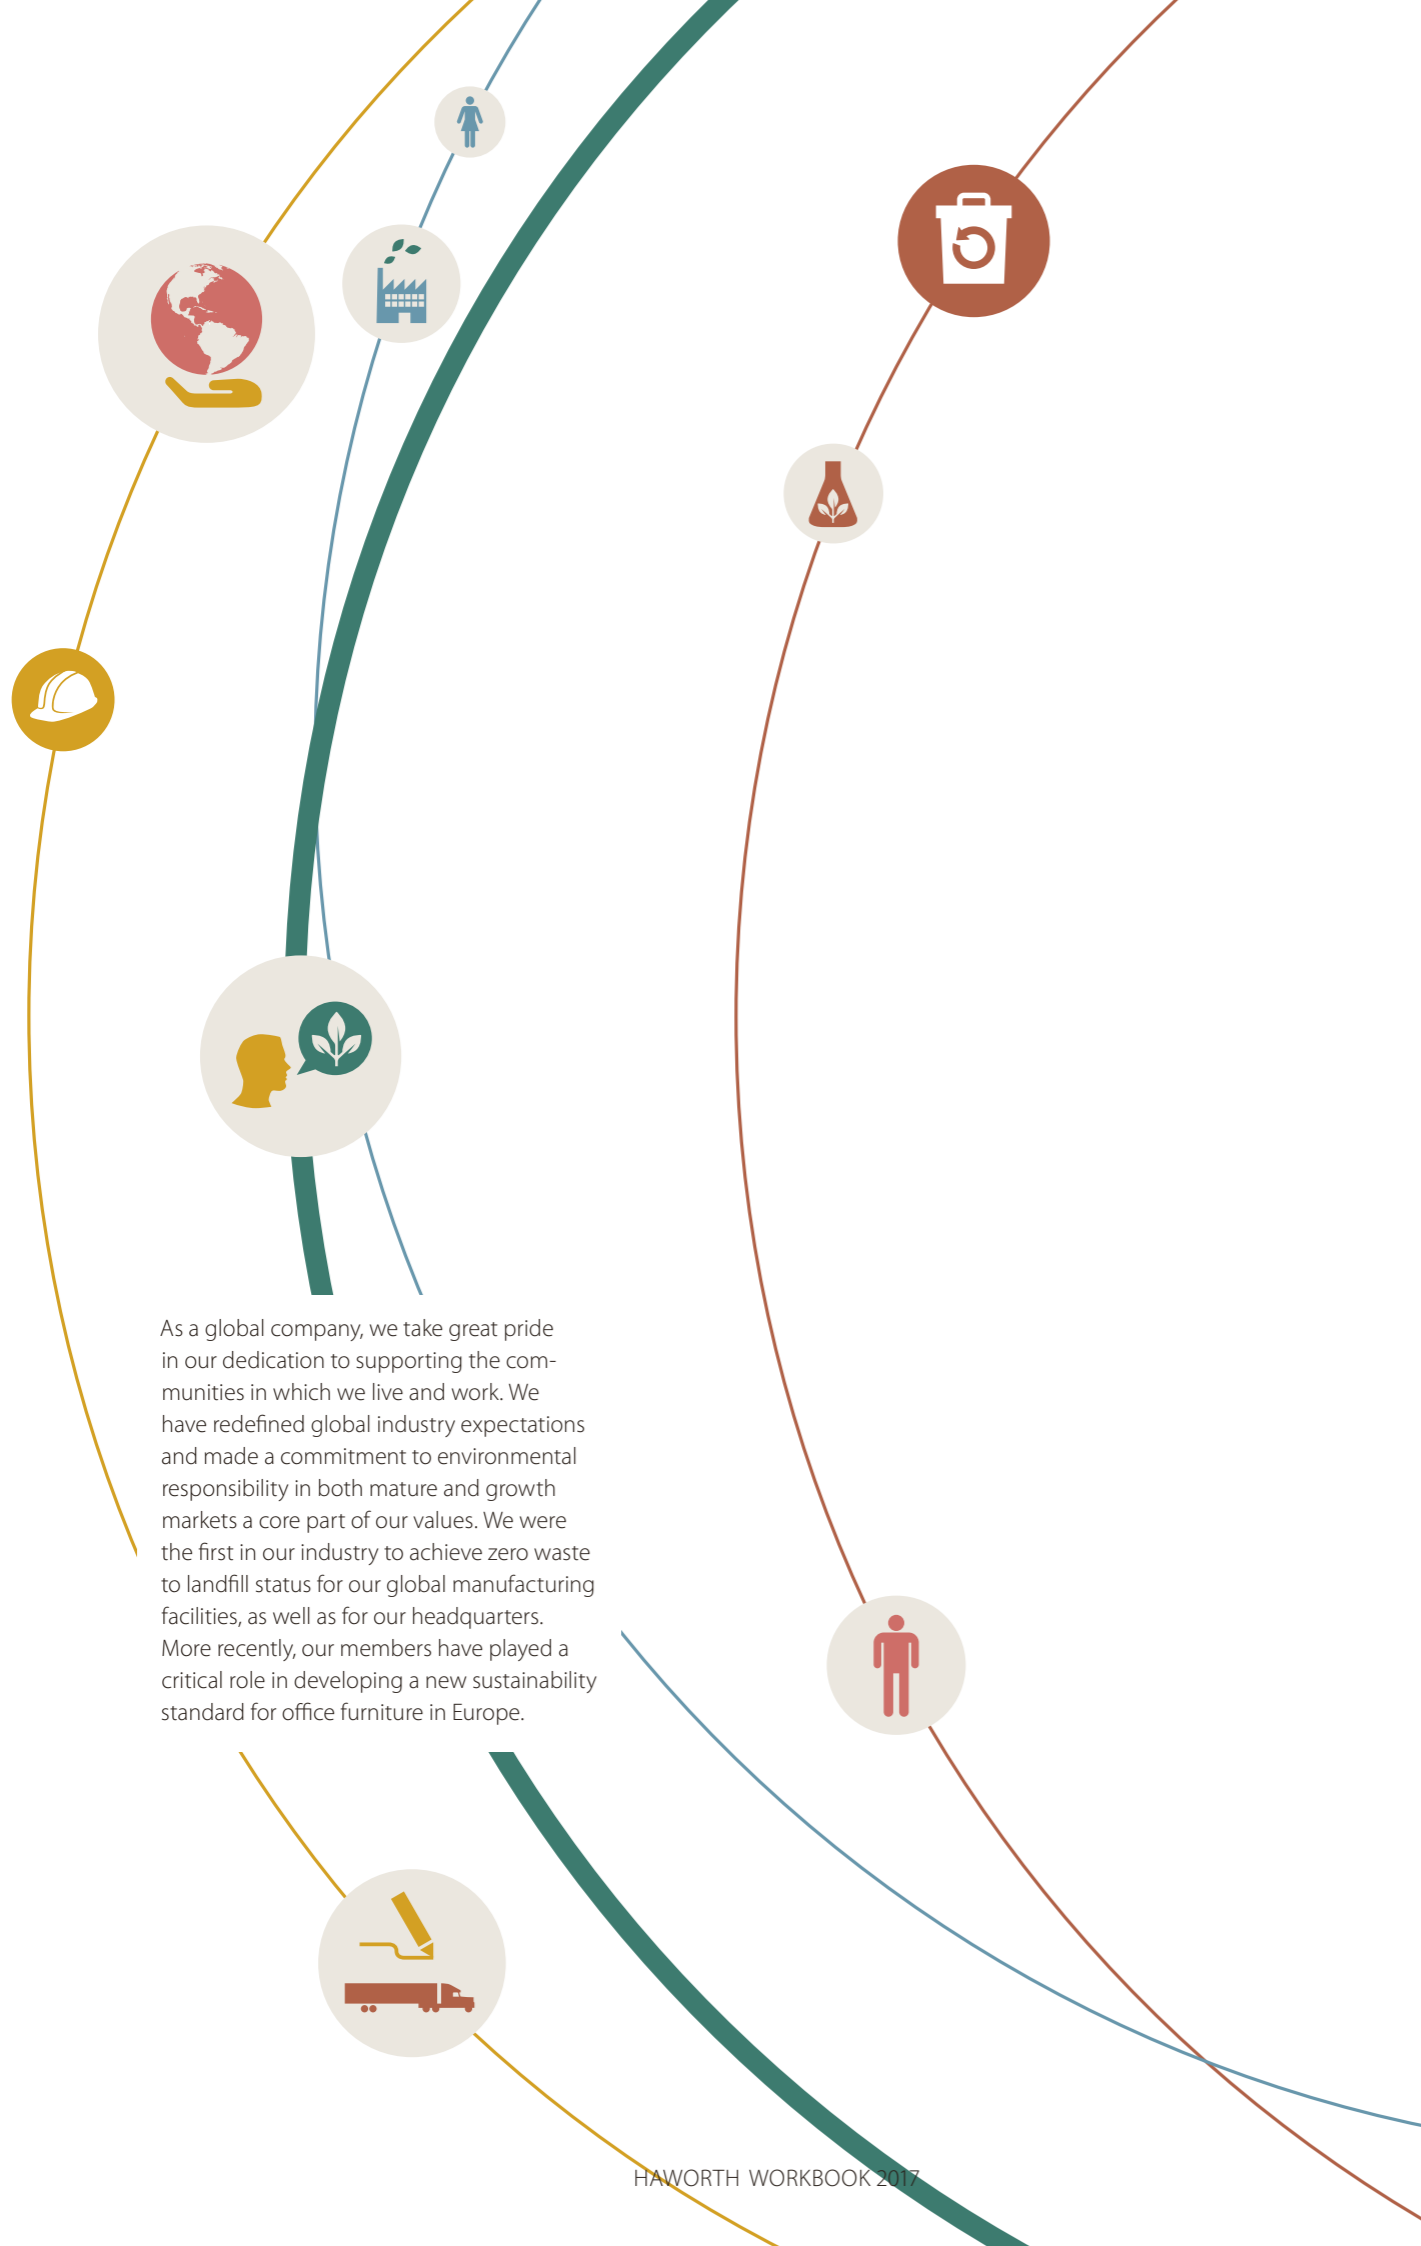 As a global company, we take great pride
in our dedication to supporting the com-
munities in which we live and work. We
have redefined global industry expectations
and made a commitment to environmental
responsibility in both mature and growth
markets a core part of our values. We were
the first in our industry to achieve zero waste
to landfill status for our global manufacturing
facilities, as well as for our headquarters.
More recently, our members have played a
critical role in developing a new sustainability
standard for office furniture in Europe.
HAWORTH WORKBOOK 2017